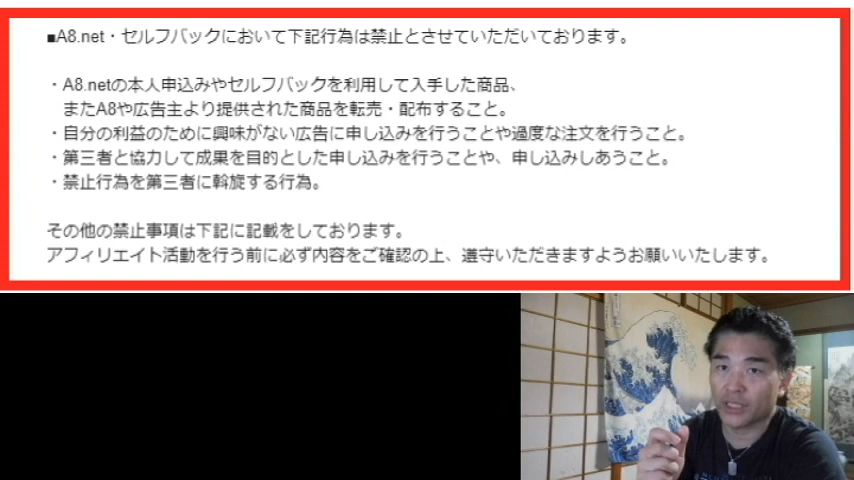 ■A8.net・セルフバックにおいて下記行為は禁止とさせていただいております。
・A8.netの本人申込みやセルフバックを利用して入手した商品、
またA8や広告主より提供された商品を転売・配布すること。
・自分の利益のために興味がない広告に申し込みを行うことや過度な注文を行うこと。
・第三者と協力して成果を目的とした申し込みを行うことや、申し込みしあうこと。
・禁止行為を第三者に斡旋する行為。
その他の禁止事項は下記に記載をしております。
アフィリエイト活動を行う前に必ず内容をご確認の上、遵守いただきますようお願いいたします。